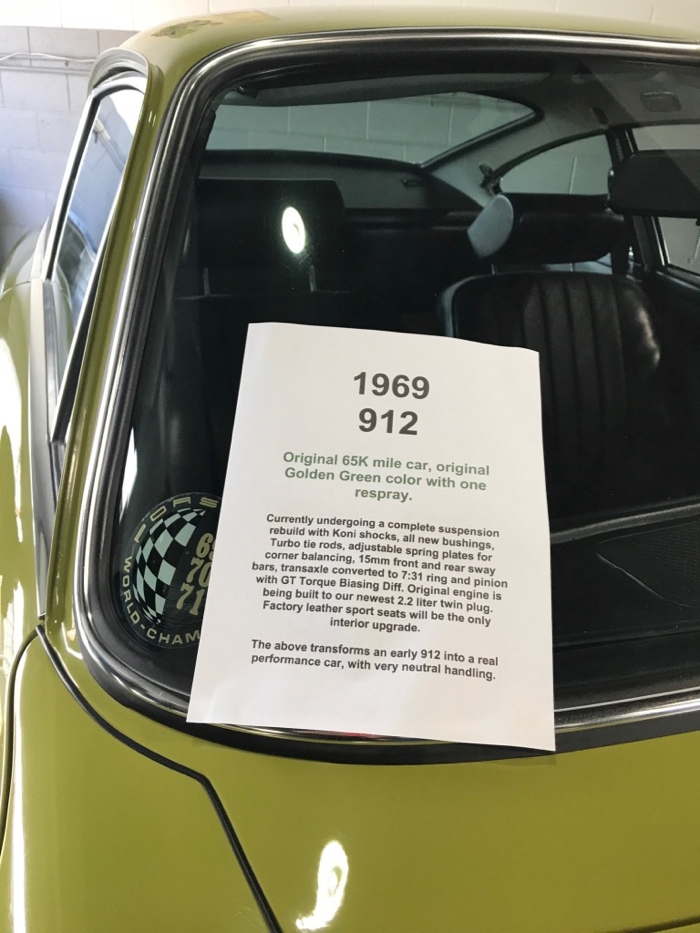 1969
912
Original 65K mile car, original
Golden Green color with one
respray.
Currently undergoing a complete suspension
rebuild with Koni shocks, all new bushings,
Turbo tie rods, adjustable spring plates for
corner balancing, 15mm front and rear sway
bars, transaxle converted to 7:31 ring and pinion
with GT Torque Biasing Diff. Original engine is
being built to our newest 2.2 liter twin plug.
Factory leather sport seats will be the only
interior upgrade.
The above transforms an early 912 into a real
performance car, with very neutral handling.
PORS
70
71
WORLD-CHAM